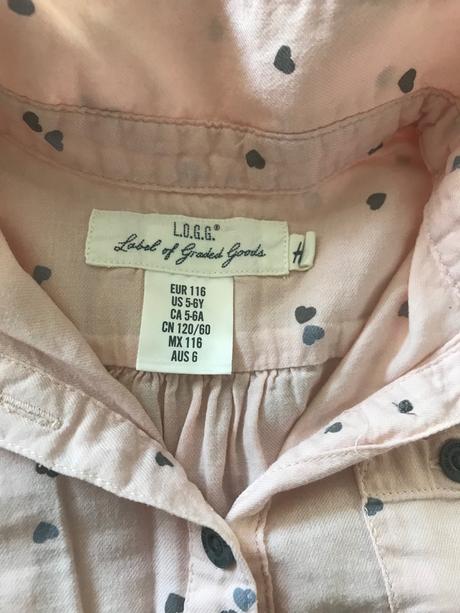 L.O.G.G.®
Label of Graded Goods
H
EUR 116
US 5-6Y
CA 5-6A
CN 120/60
MX 116
AUS 6